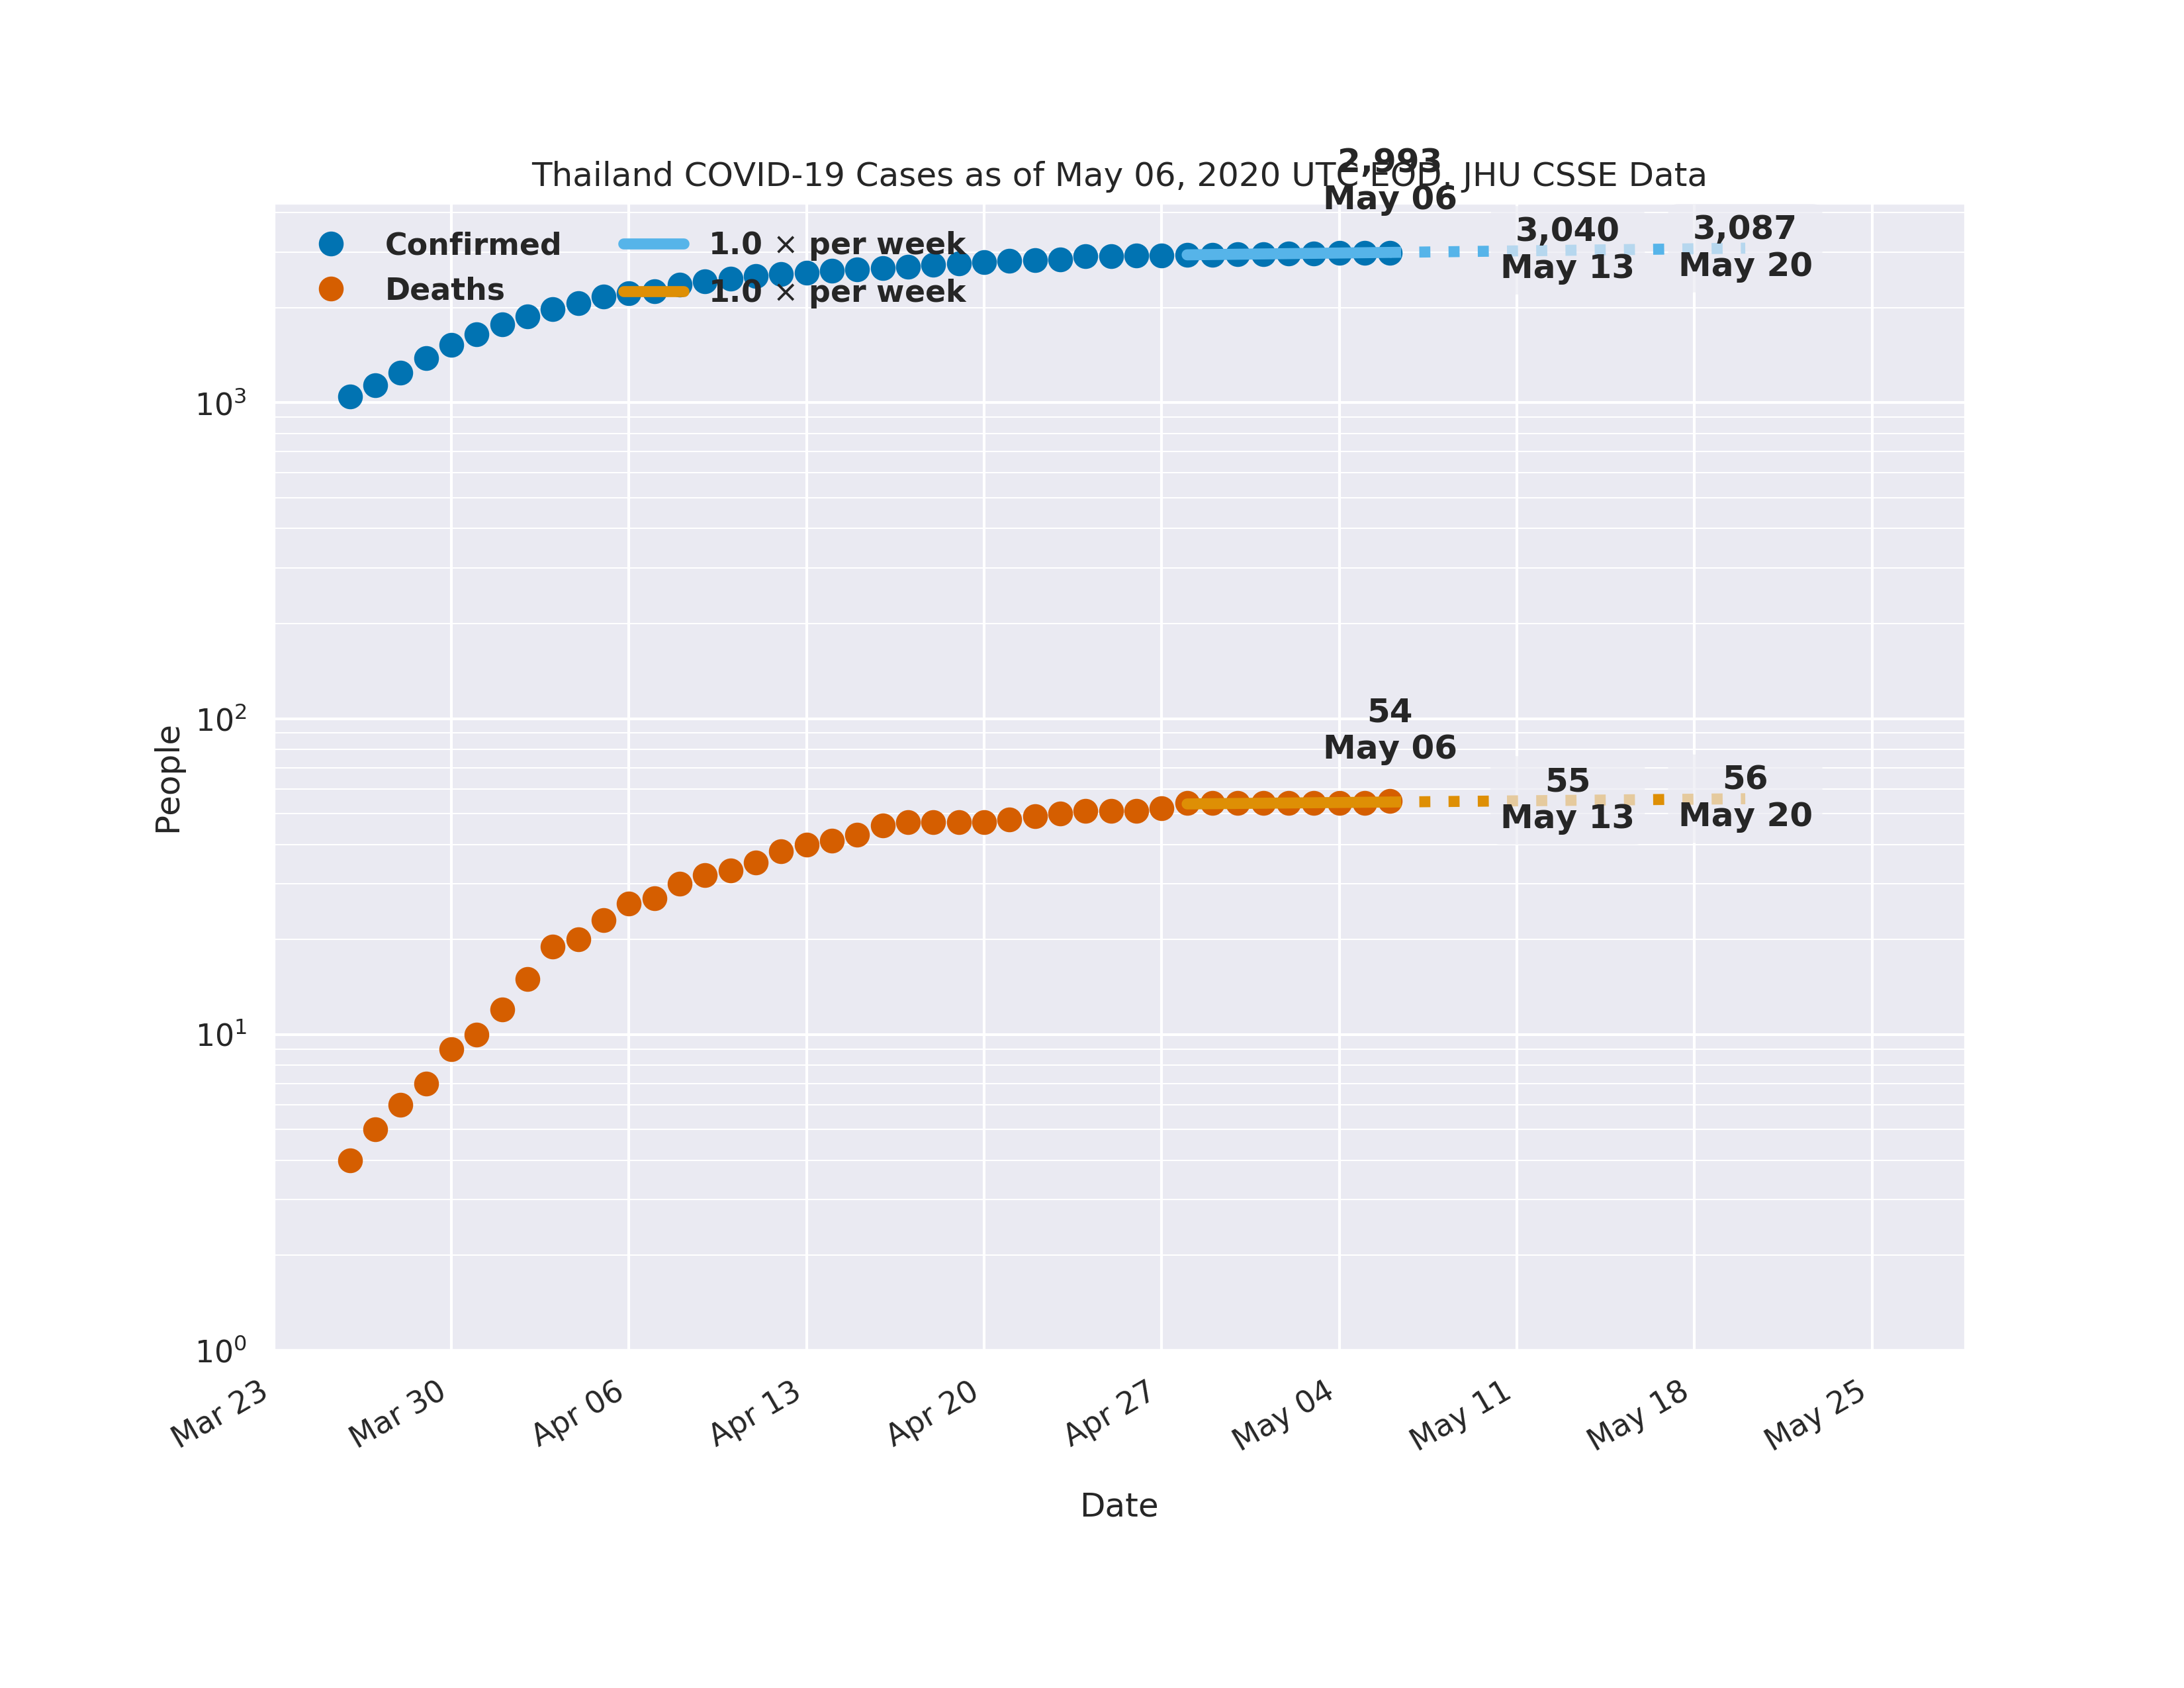 Thailand COVID-19 Cases as of May 06, 2020 UTC EOD, JHU CSSE Data
2,993
May 06
3,040
May 13
3,087
May 20
Confirmed
Deaths
1.0 × per week
1.0 × per week
10³
10²
10¹
10⁰
People
54
May 06
55
May 13
56
May 20
Mar 23
Mar 30
Apr 06
Apr 13
Apr 20
Apr 27
May 04
May 11
May 18
May 25
Date